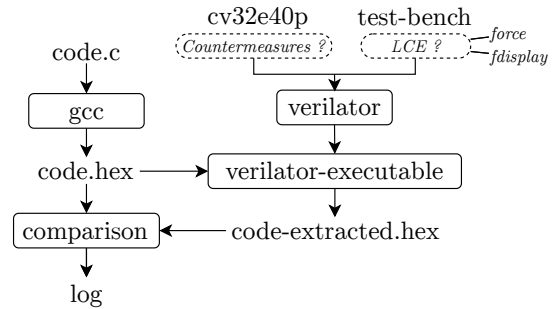 cv32e40p
test-bench
code.c
Countermeasures ?
LCE ?
force
fdisplay
gcc
verilator
code.hex
verilator-executable
comparison
code-extracted.hex
log